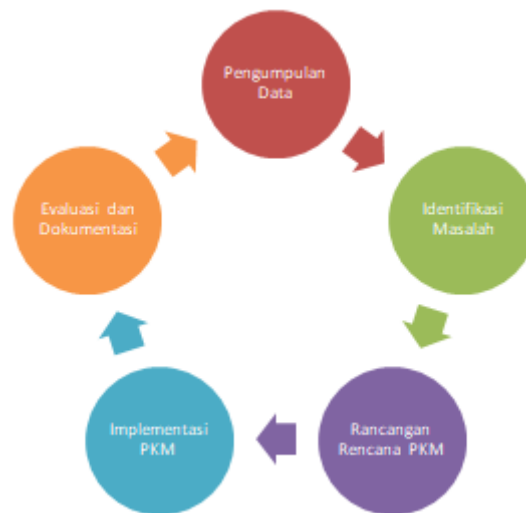 Pengumpulan
Data
Identifikasi
Masalah
Rancangan
Rencana PKM
Implementasi
PKM
Evaluasi dan
Dokumentasi